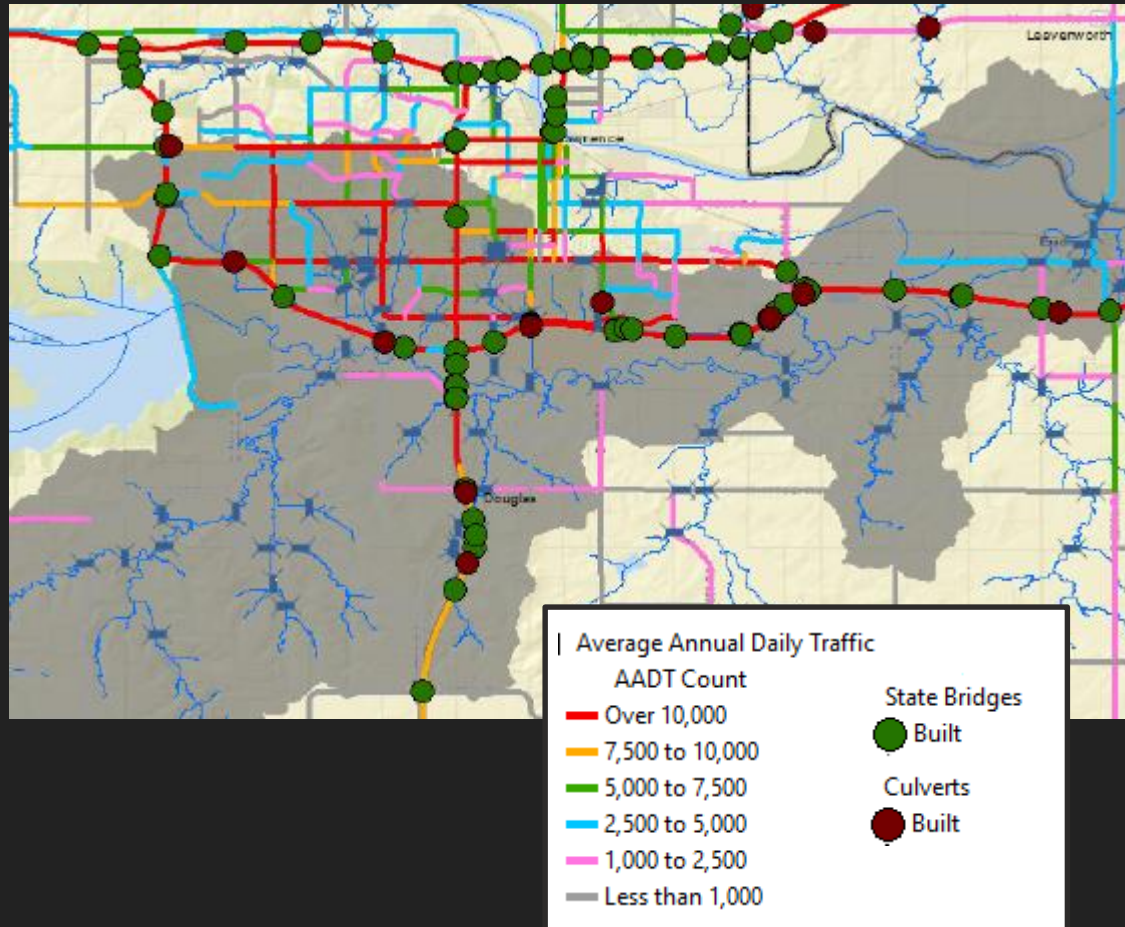 Leavenworth
Douglas
Average Annual Daily Traffic
AADT Count
Over 10,000
7,500 to 10,000
5,000 to 7,500
2,500 to 5,000
1,000 to 2,500
Less than 1,000
State Bridges
Built
Culverts
Built